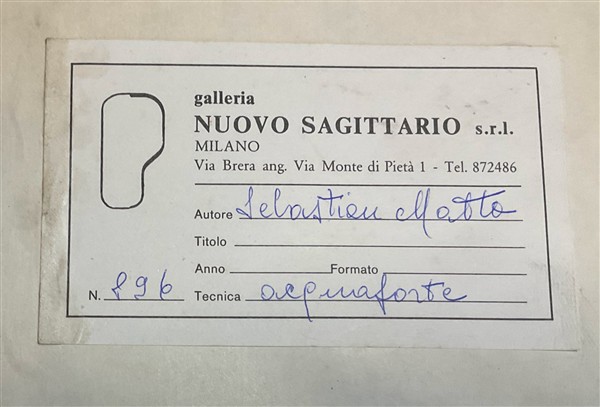 galleria
NUOVO SAGITTARIO s.r.l.
MILANO
Via Brera ang. Via Monte di Pietà 1 - Tel. 872486
Autore Sebastian Matta
Titolo
Anno Formato
N. 896 Tecnica acquaforte